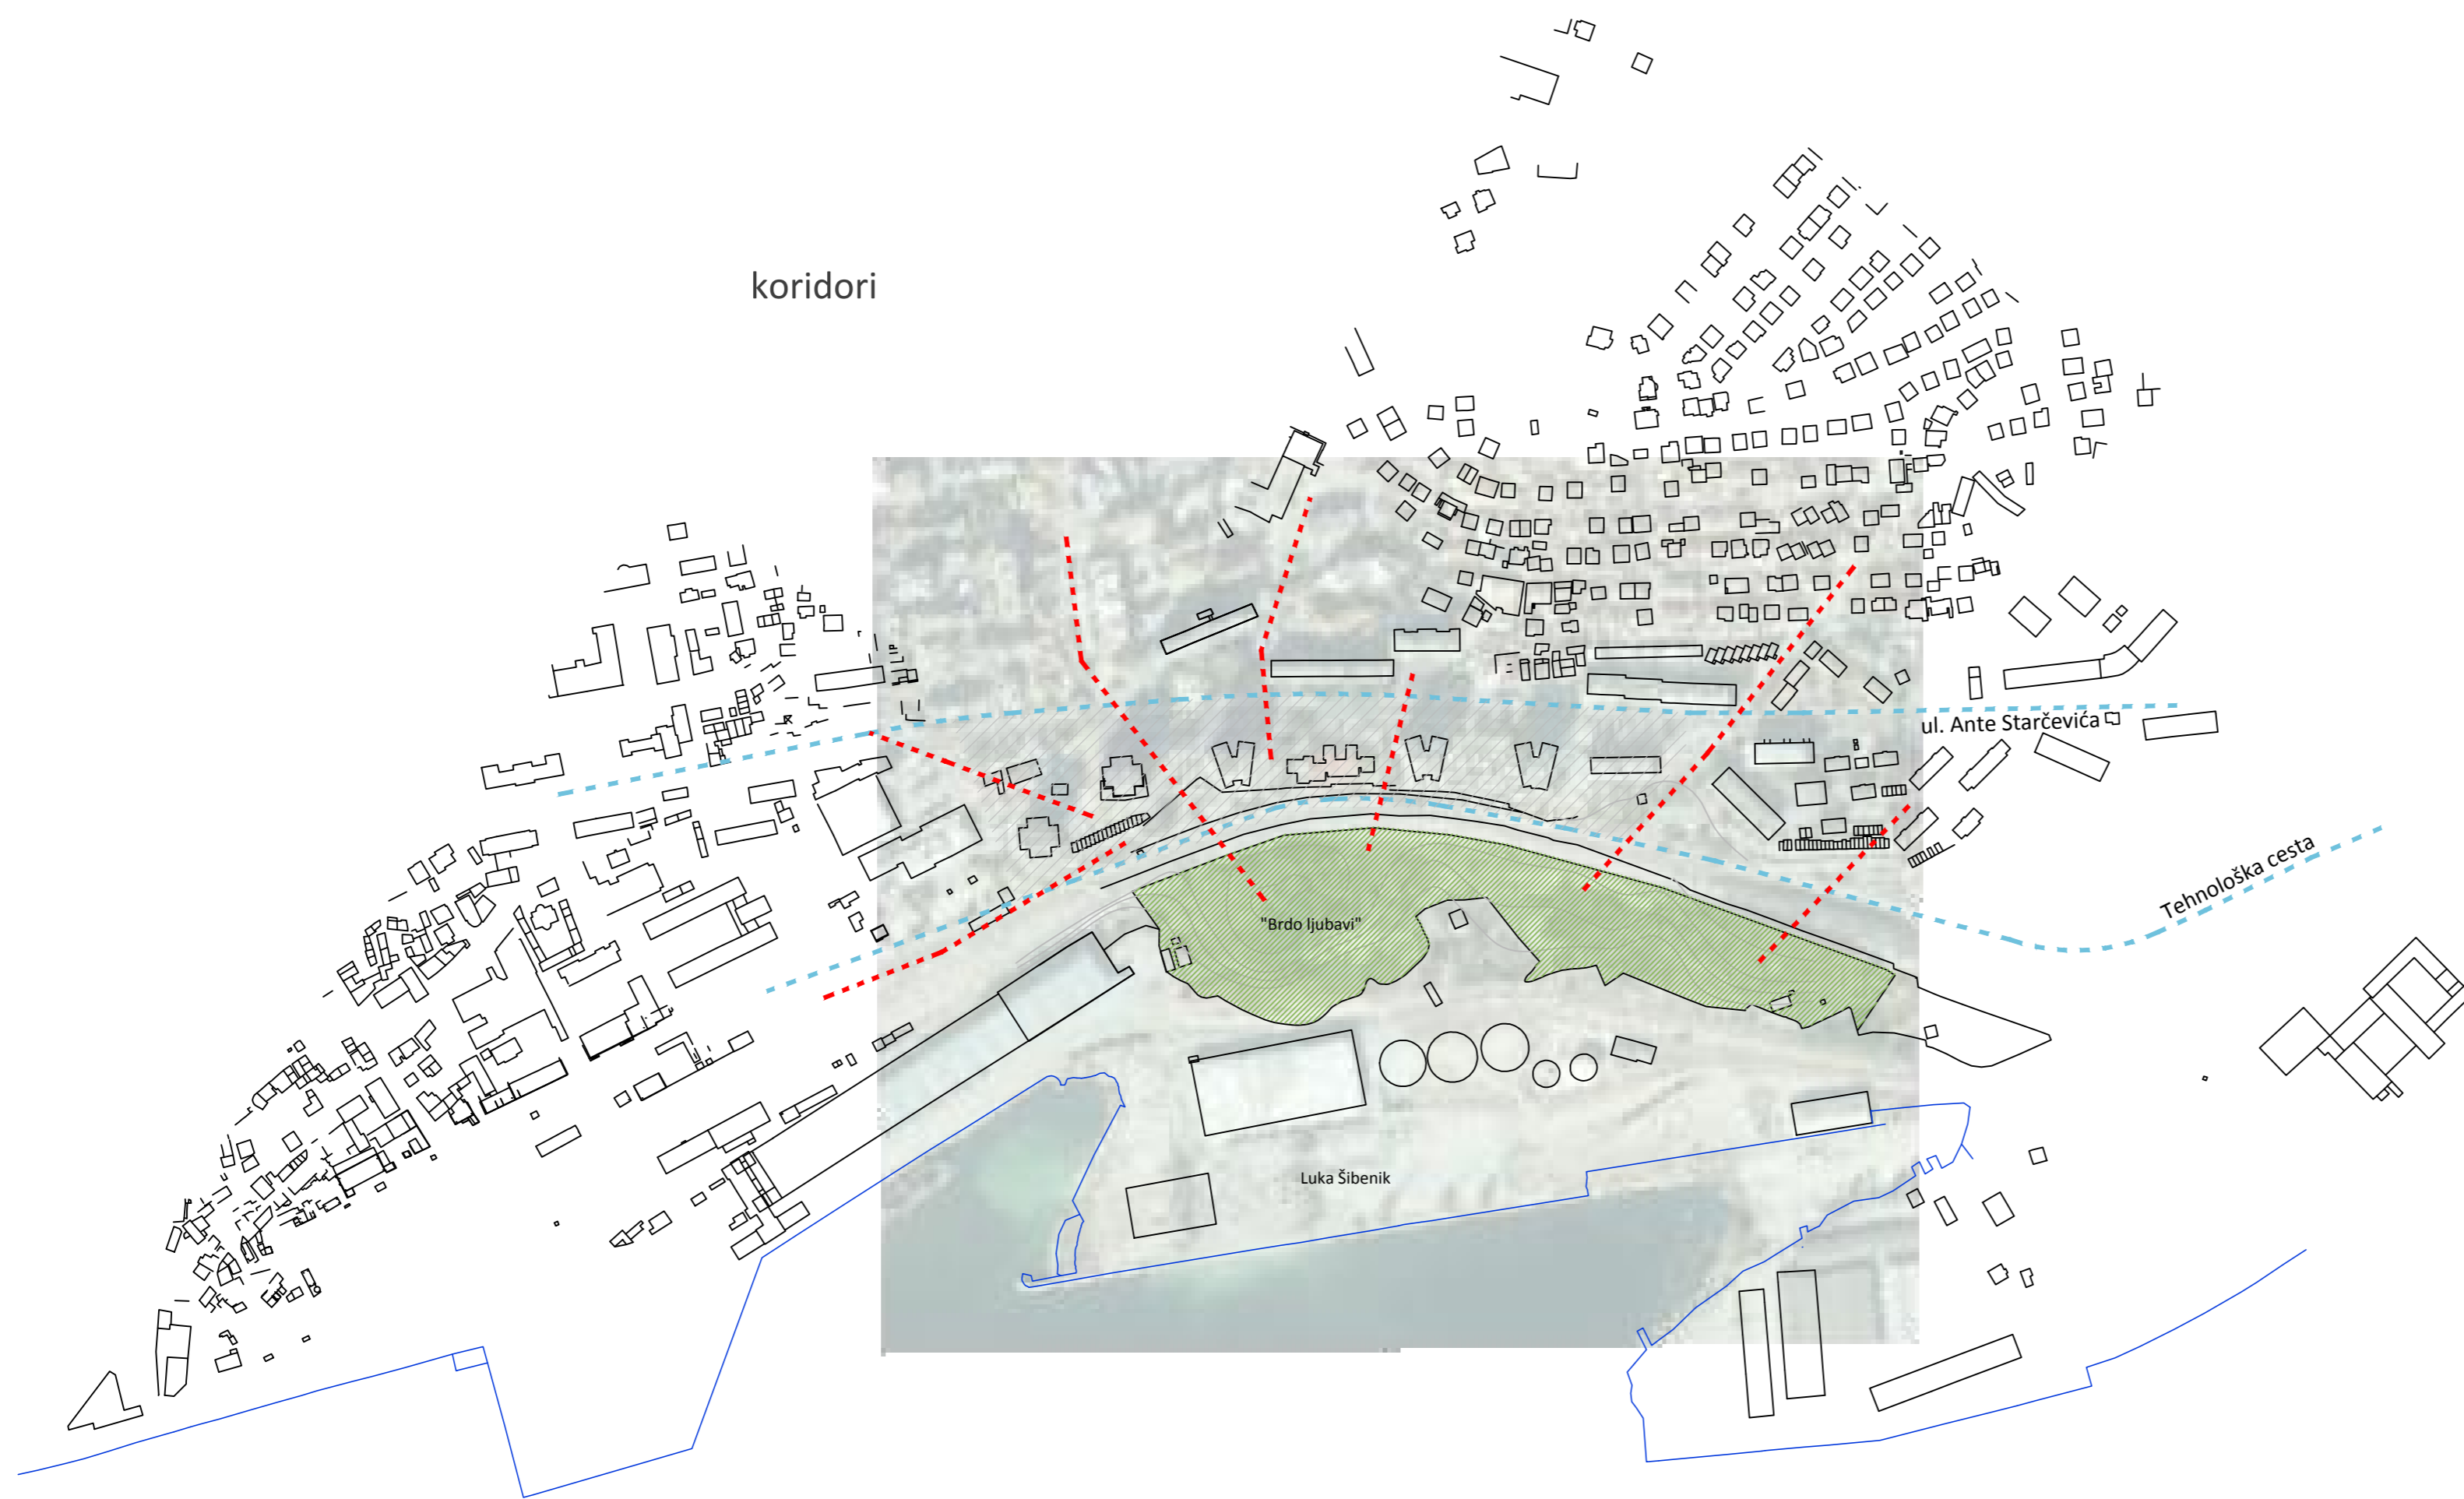 koridori
ul. Ante Starčevića
Tehnološka cesta
"Brdo ljubavi"
Luka Šibenik